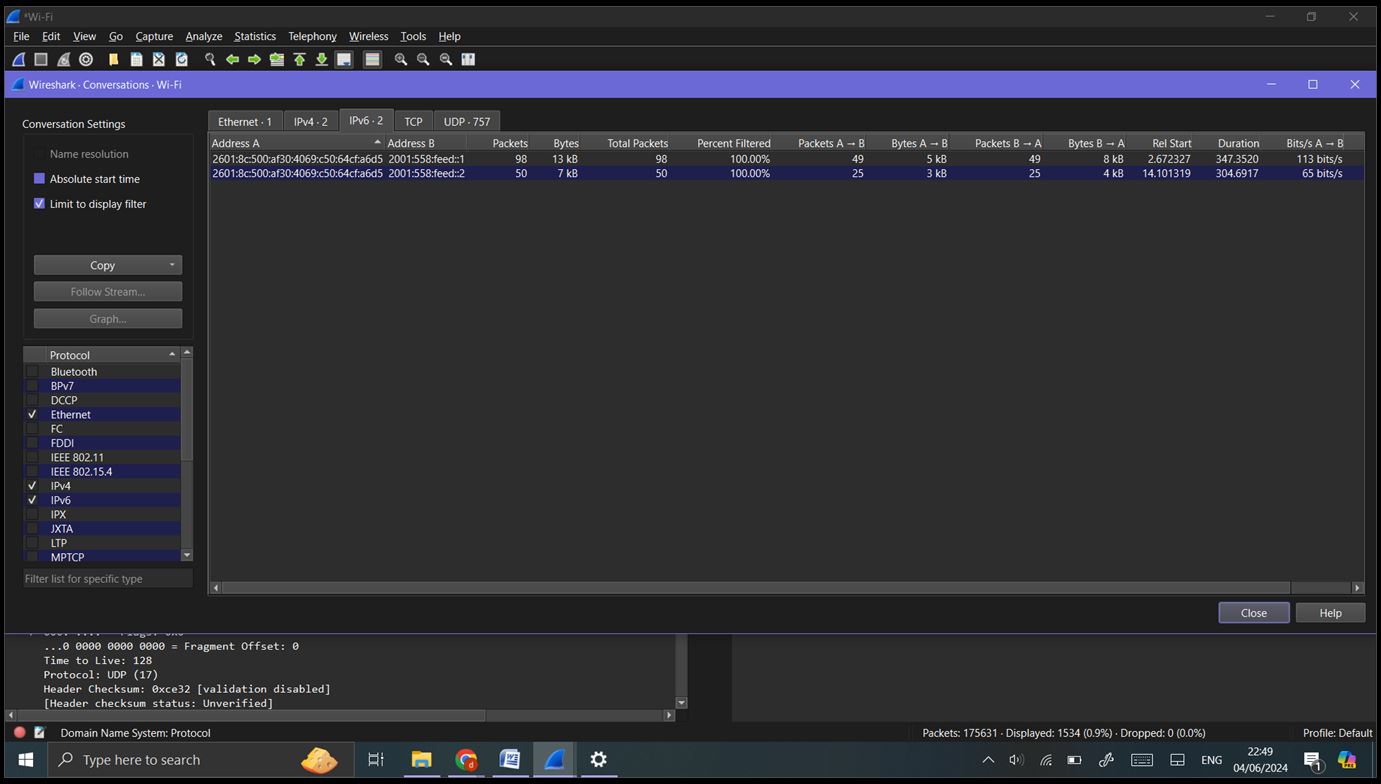 *Wi-Fi
File Edit View Go Capture Analyze Statistics Telephony Wireless Tools Help
Wireshark · Conversations · Wi-Fi
Conversation Settings
Name resolution
Absolute start time
Limit to display filter
Copy
Follow Stream...
Graph...
Protocol
Bluetooth
BPv7
DCCP
Ethernet
FC
FDDI
IEEE 802.11
IEEE 802.15.4
IPv4
IPv6
IPX
JXTA
LTP
MPTCP
Filter list for specific type
Ethernet · 1 IPv4 · 2 IPv6 · 2 TCP UDP · 757
Address A Address B Packets Bytes Total Packets Percent Filtered Packets A → B Bytes A → B Packets B → A Bytes B → A Rel Start Duration Bits/s A → B
2601:8c:500:af30:4069:c50:64cf:a6d5 2001:558:feed::1 98 13 kB 98 100.00% 49 5 kB 49 8 kB 2.672327 347.3520 113 bits/s
2601:8c:500:af30:4069:c50:64cf:a6d5 2001:558:feed::2 50 7 kB 50 100.00% 25 3 kB 25 4 kB 14.101319 304.6917 65 bits/s
Close Help
...0 0000 0000 0000 = Fragment Offset: 0
Time to Live: 128
Protocol: UDP (17)
Header Checksum: 0xce32 [validation disabled]
[Header checksum status: Unverified]
Domain Name System: Protocol Packets: 175631 · Displayed: 1534 (0.9%) · Dropped: 0 (0.0%) Profile: Default
Type here to search ENG 22:49 1
04/06/2024